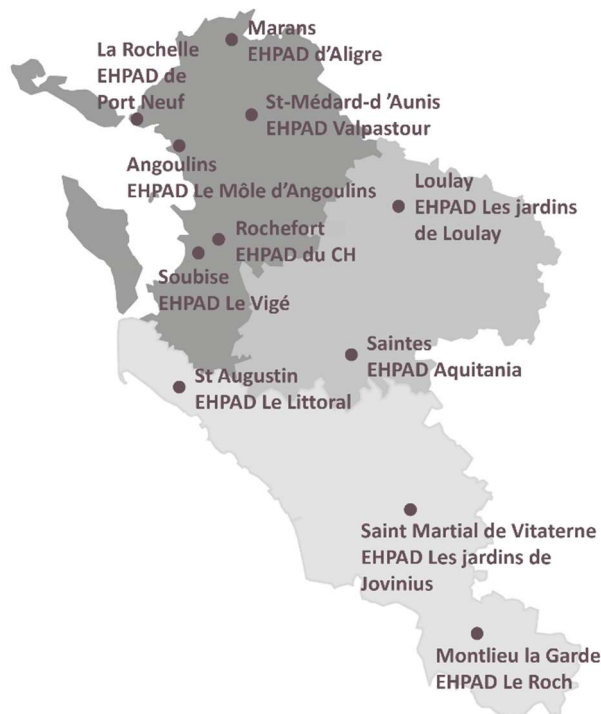 Marans
EHPAD d'Aligre
La Rochelle
EHPAD de
Port Neuf
St-Médard-d 'Aunis
EHPAD Valpastour
Angoulins
EHPAD Le Môle d'Angoulins
Loulay
EHPAD Les jardins
de Loulay
Rochefort
EHPAD du CH
Soubise
EHPAD Le Vigé
Saintes
EHPAD Aquitania
St Augustin
EHPAD Le Littoral
Saint Martial de Vitaterne
EHPAD Les jardins de
Jovinius
Montlieu la Garde
EHPAD Le Roch